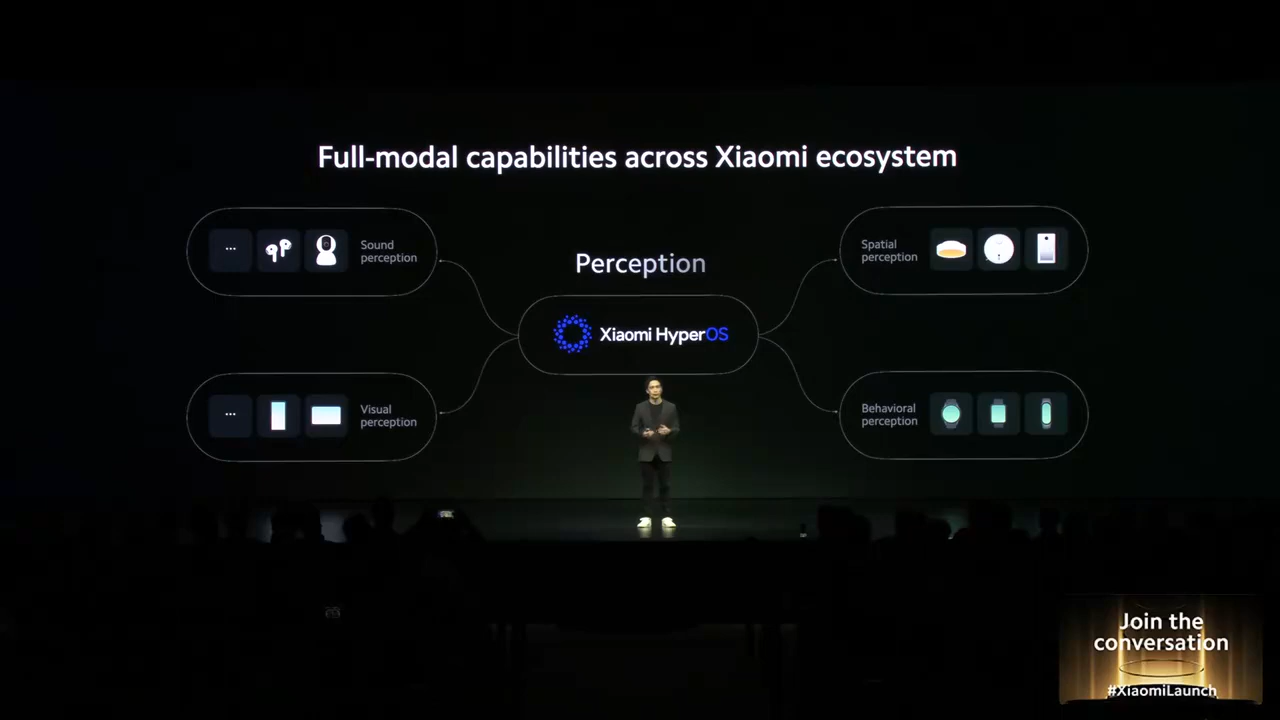 Full-modal capabilities across Xiaomi ecosystem
Sound
perception
Perception
Spatial
perception
Xiaomi HyperOS
Visual
perception
Behavioral
perception
Join the
conversation
#XiaomiLaunch